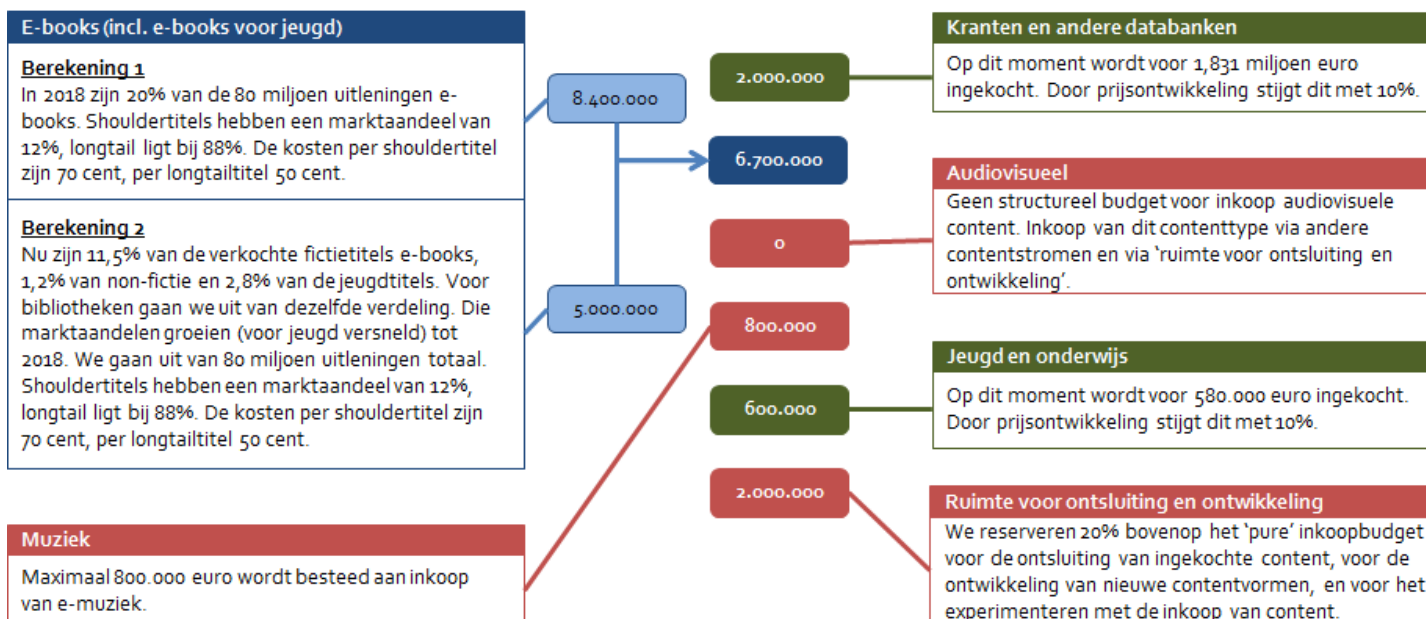 E-books (incl. e-books voor jeugd)
Berekening 1
In 2018 zijn 20% van de 80 miljoen uitleningen e-
books. Shouldertitels hebben een marktaandeel van
12%, longtail ligt bij 88%. De kosten per shouldertitel
zijn 70 cent, per longtailtitel 50 cent.
Berekening 2
Nu zijn 11,5% van de verkochte fictietitels e-books,
1,2% van non-fictie en 2,8% van de jeugdtitels. Voor
bibliotheken gaan we uit van dezelfde verdeling. Die
marktaandelen groeien (voor jeugd versneld) tot
2018. We gaan uit van 80 miljoen uitleningen totaal.
Shouldertitels hebben een marktaandeel van 12%,
longtail ligt bij 88%. De kosten per shouldertitel zijn
70 cent, per longtailtitel 50 cent.
Muziek
Maximaal 800.000 euro wordt besteed aan inkoop
van e-muziek.
8.400.000
5.000.000
2.000.000
6.700.000
0
800.000
600.000
2.000.000
Kranten en andere databanken
Op dit moment wordt voor 1,831 miljoen euro
ingekocht. Door prijsontwikkeling stijgt dit met 10%.
Audiovisueel
Geen structureel budget voor inkoop audiovisuele
content. Inkoop van dit contenttype via andere
contentstromen en via ‘ruimte voor ontsluiting en
ontwikkeling’.
Jeugd en onderwijs
Op dit moment wordt voor 580.000 euro ingekocht.
Door prijsontwikkeling stijgt dit met 10%.
Ruimte voor ontsluiting en ontwikkeling
We reserveren 20% bovenop het ‘pure’ inkoopbudget
voor de ontsluiting van ingekochte content, voor de
ontwikkeling van nieuwe contentvormen, en voor het
experimenteren met de inkoop van content.